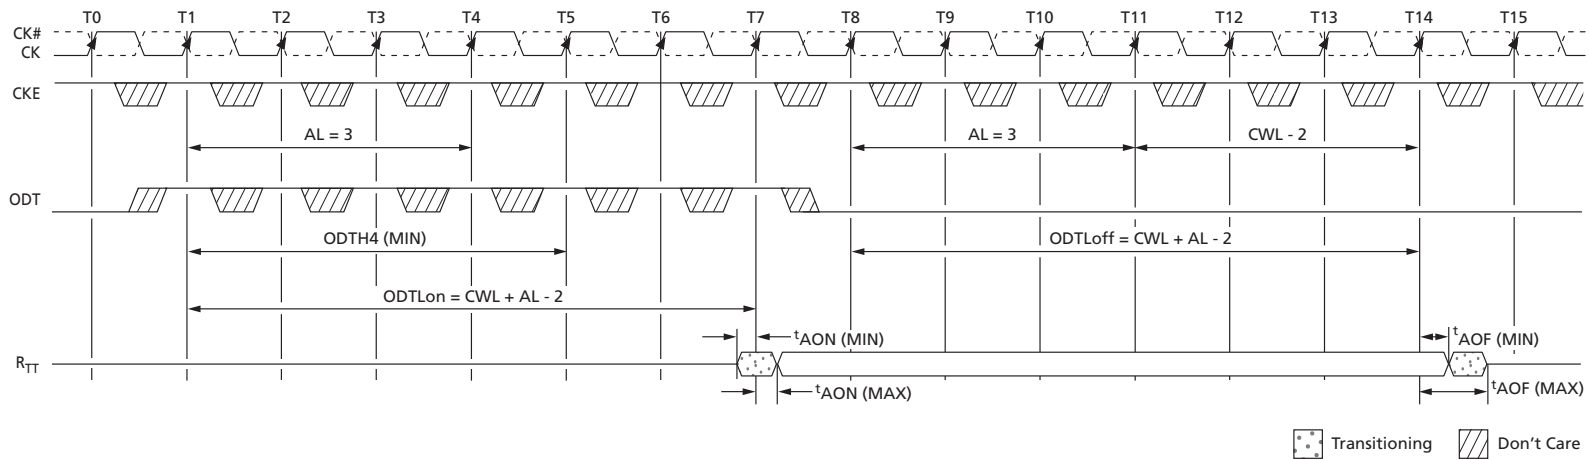 T0 T1 T2 T3 T4 T5 T6 T7 T8 T9 T10 T11 T12 T13 T14 T15
CK#
CK
CKE
AL = 3 AL = 3 CWL - 2
ODT
ODTH4 (MIN) ODTLoff = CWL + AL - 2
ODTLon = CWL + AL - 2
tAON (MIN) tAOF (MIN)
RTT
tAON (MAX) tAOF (MAX)
Transitioning Don't Care